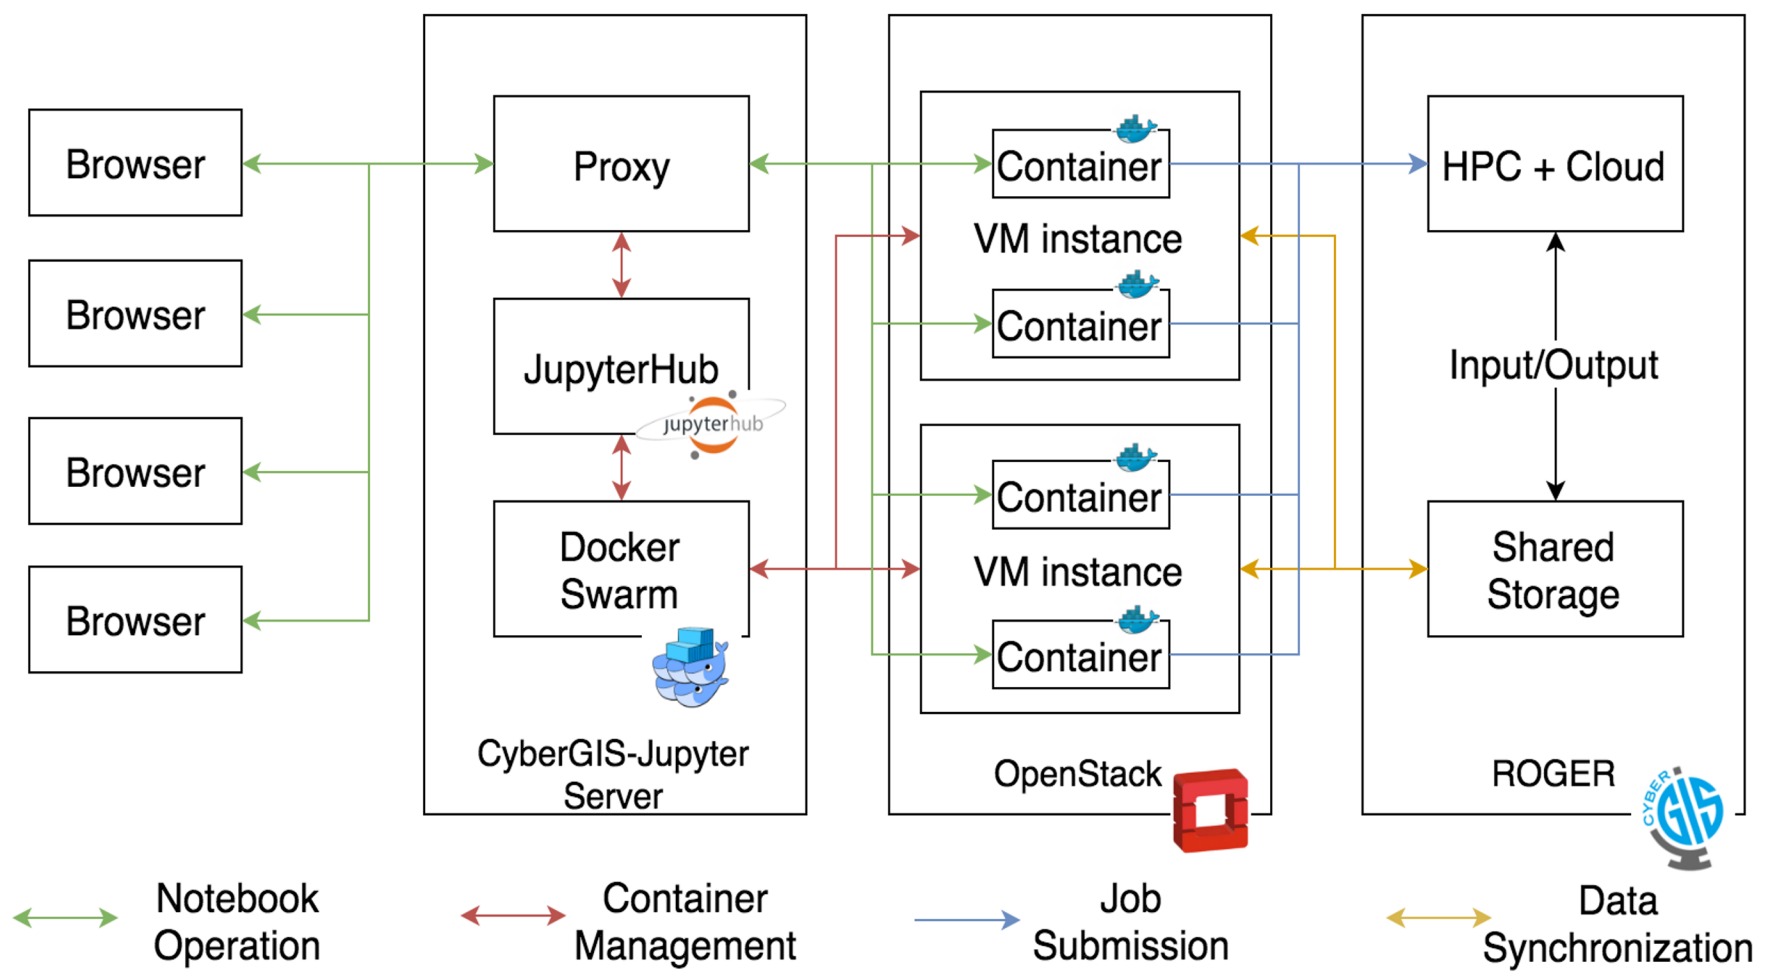 Browser
Browser
Browser
Browser
Proxy
JupyterHub
jupyterhub
Docker
Swarm
CyberGIS-Jupyter
Server
Container
VM instance
Container
Container
VM instance
Container
OpenStack
HPC + Cloud
Input/Output
Shared
Storage
ROGER
CYBER
GIS
Notebook
Operation
Container
Management
Job
Submission
Data
Synchronization